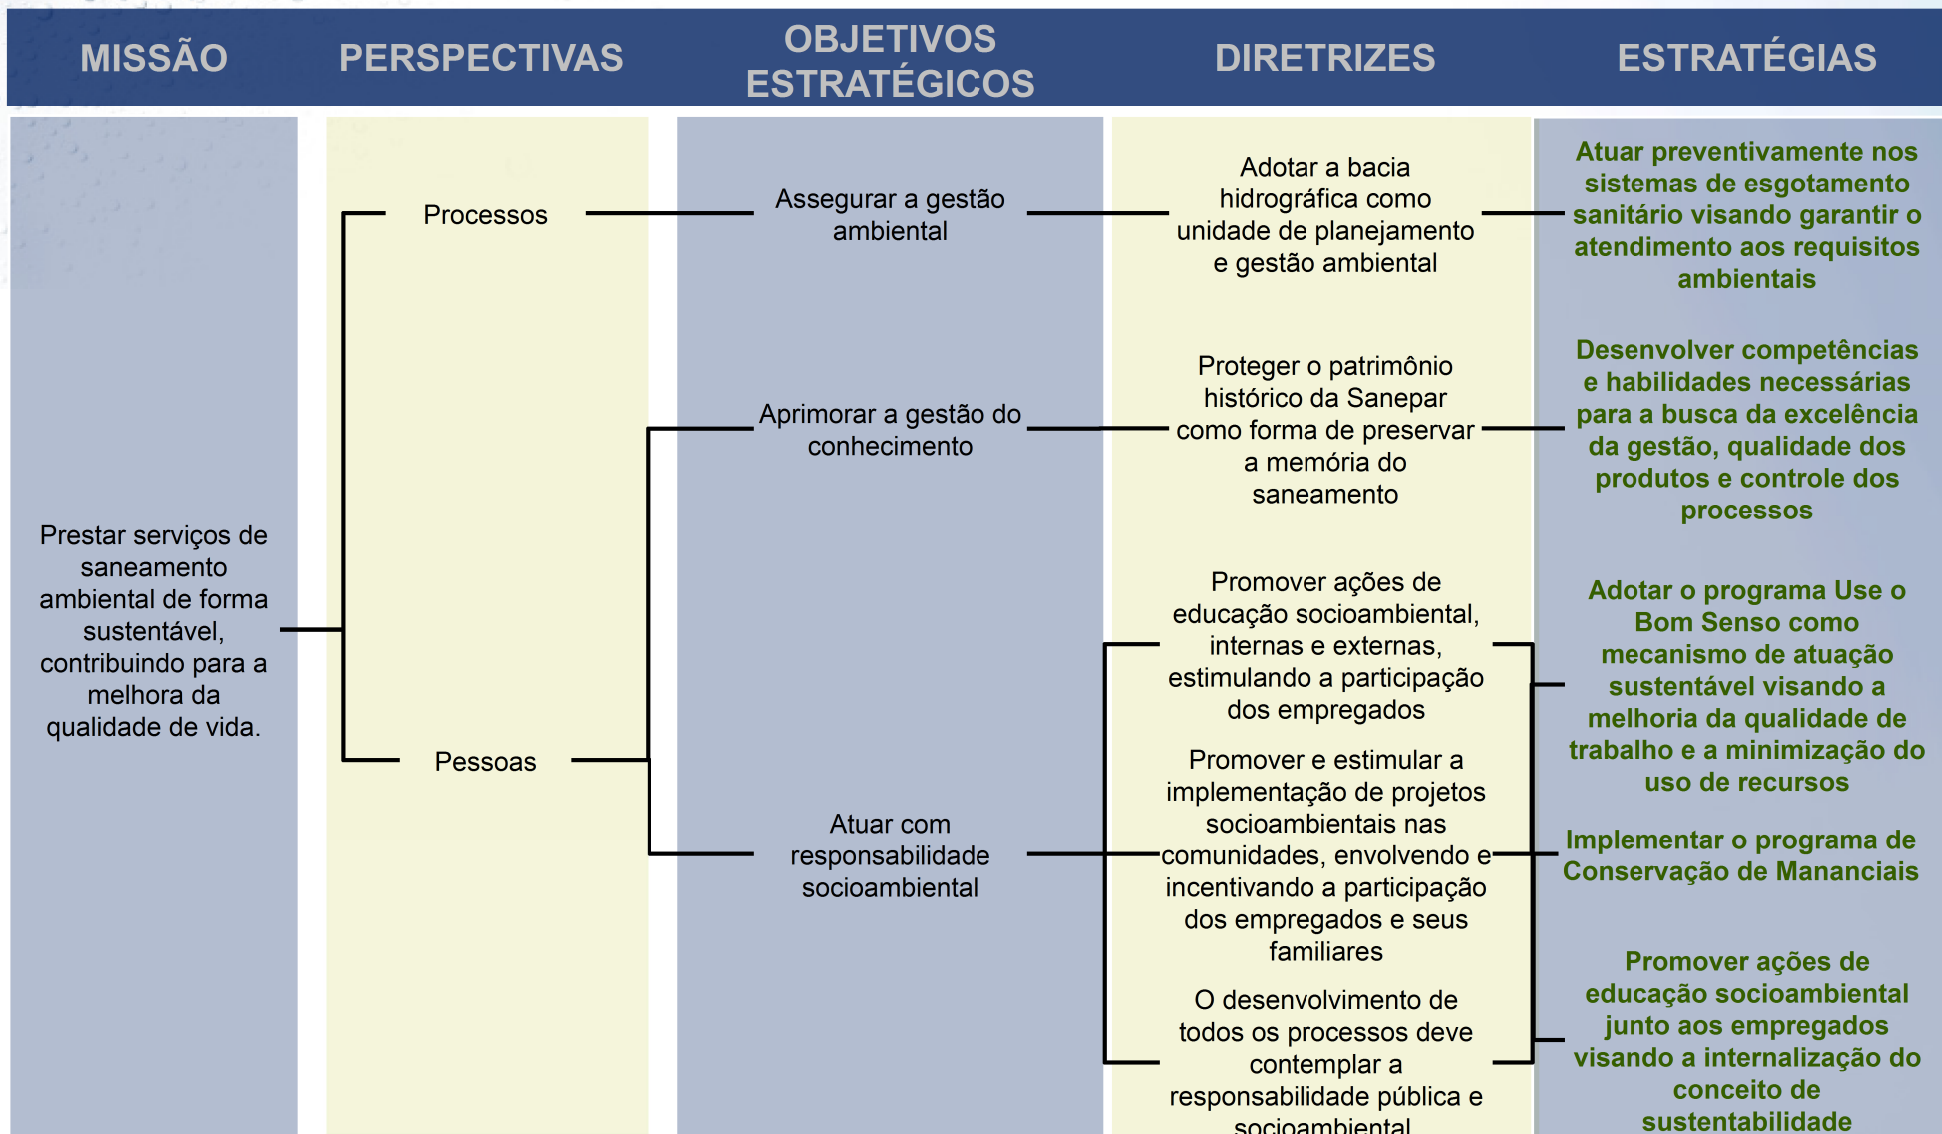 MISSÃO
PERSPECTIVAS
OBJETIVOS
ESTRATÉGICOS
DIRETRIZES
ESTRATÉGIAS
Prestar serviços de
saneamento
ambiental de forma
sustentável,
contribuindo para a
melhora da
qualidade de vida.
Processos
Pessoas
Assegurar a gestão
ambiental
Aprimorar a gestão do
conhecimento
Atuar com
responsabilidade
socioambiental
Adotar a bacia
hidrográfica como
unidade de planejamento
e gestão ambiental
Proteger o patrimônio
histórico da Sanepar
como forma de preservar
a memória do
saneamento
Promover ações de
educação socioambiental,
internas e externas,
estimulando a participação
dos empregados
Promover e estimular a
implementação de projetos
socioambientais nas
comunidades, envolvendo e
incentivando a participação
dos empregados e seus
familiares
O desenvolvimento de
todos os processos deve
contemplar a
responsabilidade pública e
socioambiental
Atuar preventivamente nos
sistemas de esgotamento
sanitário visando garantir o
atendimento aos requisitos
ambientais
Desenvolver competências
e habilidades necessárias
para a busca da excelência
da gestão, qualidade dos
produtos e controle dos
processos
Adotar o programa Use o
Bom Senso como
mecanismo de atuação
sustentável visando a
melhoria da qualidade de
trabalho e a minimização do
uso de recursos
Implementar o programa de
Conservação de Mananciais
Promover ações de
educação socioambiental
junto aos empregados
visando a internalização do
conceito de
sustentabilidade